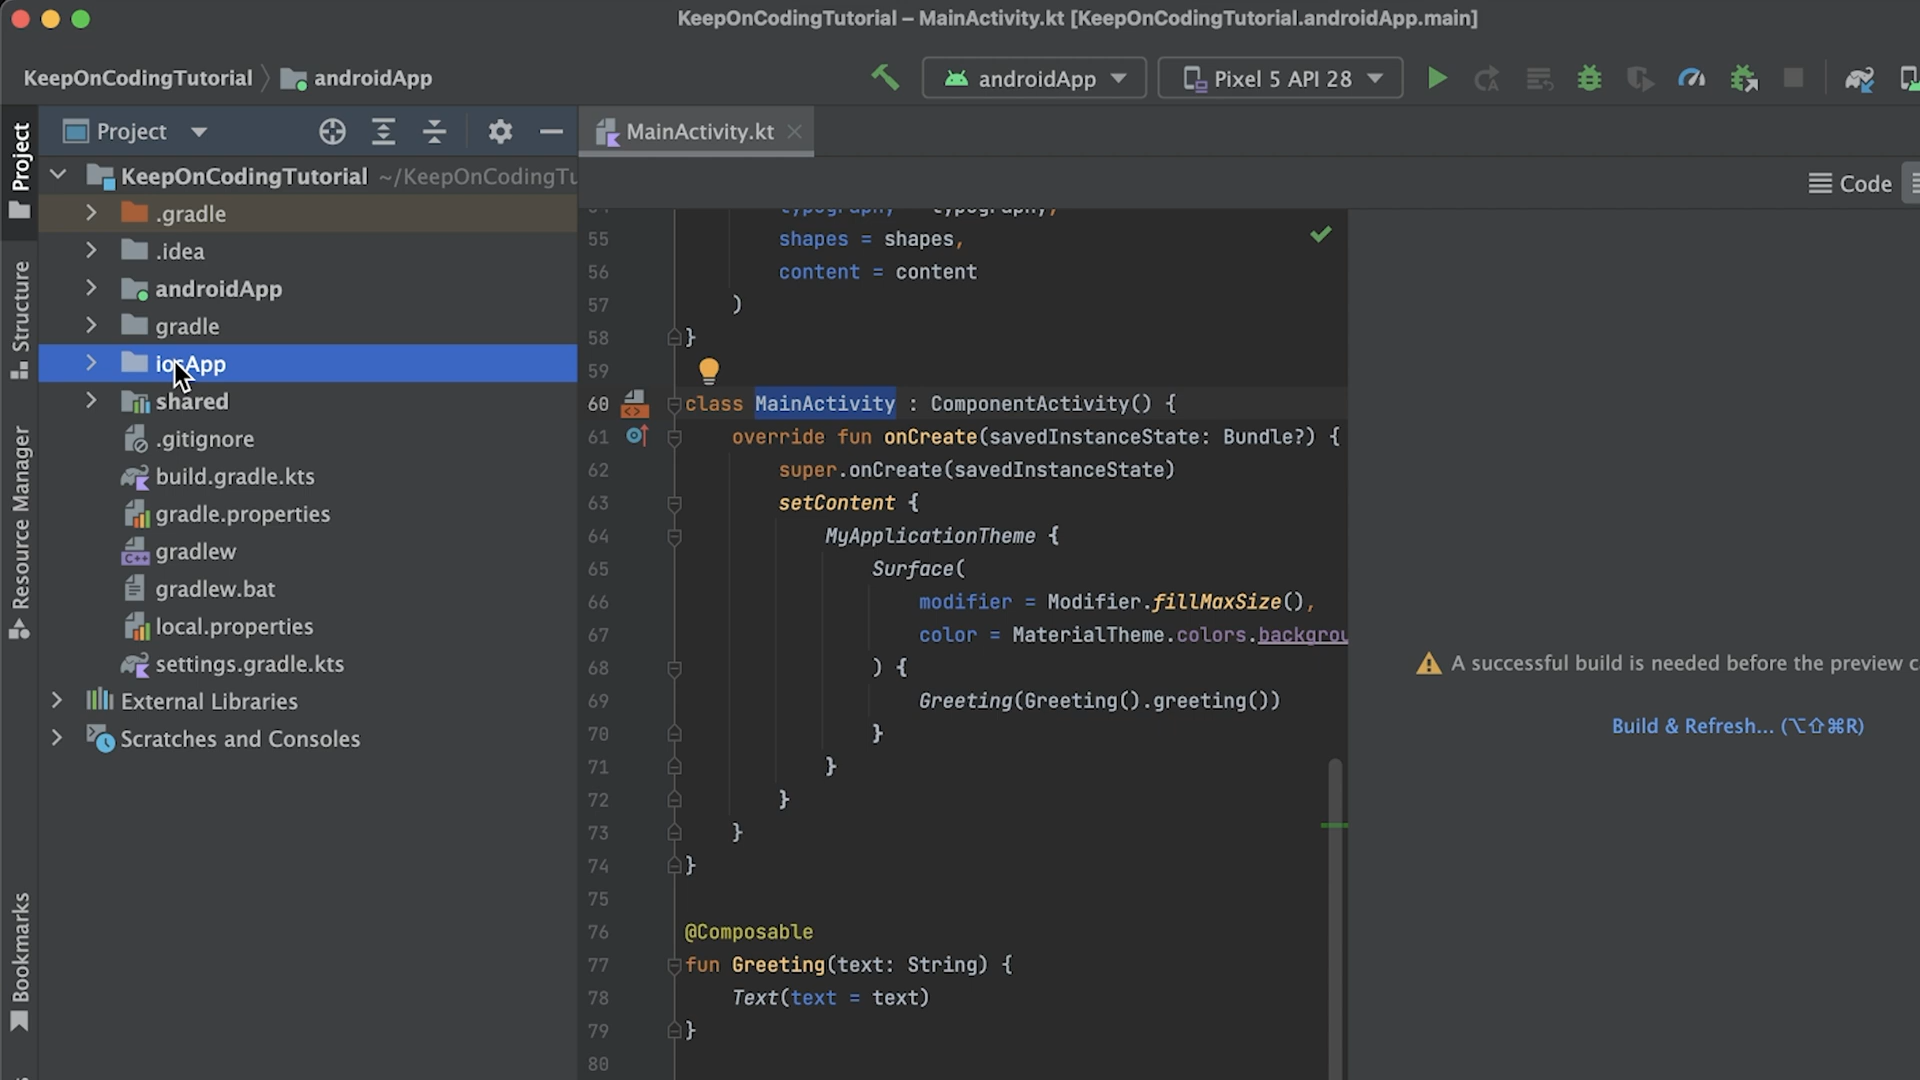 KeepOnCodingTutorial – MainActivity.kt [KeepOnCodingTutorial.androidApp.main]
KeepOnCodingTutorial
androidApp
androidApp
Pixel 5 API 28
Project
Structure
Resource Manager
Bookmarks
Project
KeepOnCodingTutorial ~/KeepOnCodingTu
.gradle
.idea
androidApp
gradle
iosApp
shared
.gitignore
build.gradle.kts
gradle.properties
C++
gradlew
gradlew.bat
local.properties
settings.gradle.kts
External Libraries
Scratches and Consoles
MainActivity.kt
Code
typography = typography,
55 shapes = shapes,
56 content = content
57 )
58 }
59
60 class MainActivity : ComponentActivity() {
61 override fun onCreate(savedInstanceState: Bundle?) {
62 super.onCreate(savedInstanceState)
63 setContent {
64 MyApplicationTheme {
65 Surface(
66 modifier = Modifier.fillMaxSize(),
67 color = MaterialTheme.colors.backgrou
68 ) {
69 Greeting(Greeting().greeting())
70 }
71 }
72 }
73 }
74 }
75
76 @Composable
77 fun Greeting(text: String) {
78 Text(text = text)
79 }
80
A successful build is needed before the preview c
Build & Refresh... (⌥⇧⌘R)